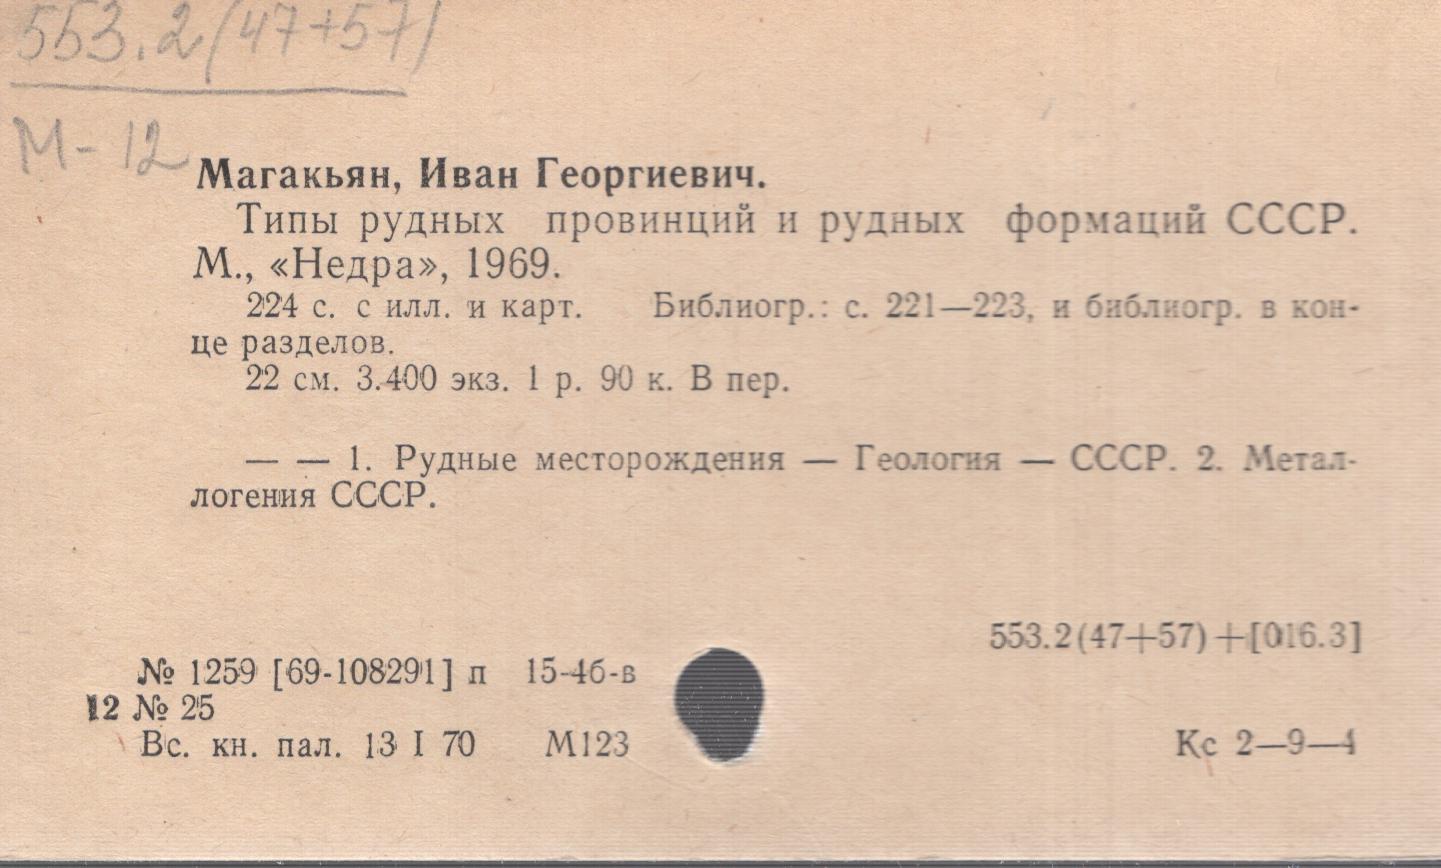 553.2(47+57)
М-12
Магакьян, Иван Георгиевич.
Типы рудных провинций и рудных формаций СССР.
М., «Недра», 1969.
224 с. с илл. и карт. Библиогр.: с. 221—223, и библиогр. в кон-
це разделов.
22 см. 3.400 экз. 1 р. 90 к. В пер.
— — 1. Рудные месторождения — Геология — СССР. 2. Метал-
логения СССР.
553.2(47+57)+[016.3]
№ 1259 [69-108291] п 15-4б-в
12 № 25
Вс. кн. пал. 13 I 70 М123
Кс 2—9—4